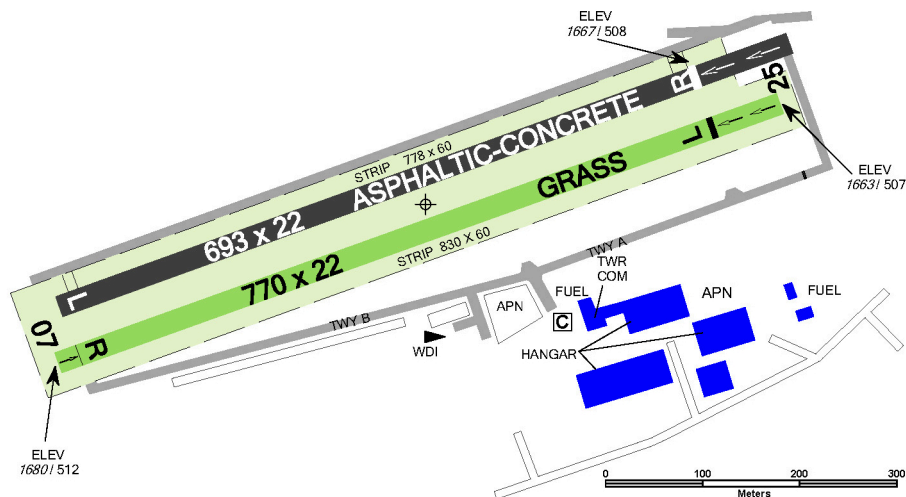 ELEV
1667 / 508
R
25
ASPHALTIC-CONCRETE
STRIP 778 x 60
L
GRASS
ELEV
1663 / 507
693 x 22
770 x 22
STRIP 830 x 60
TWY A
TWR
COM
FUEL
APN
FUEL
L
07
R
TWY B
APN
C
WDI
HANGAR
ELEV
1680 / 512
0 100 200 300
Meters